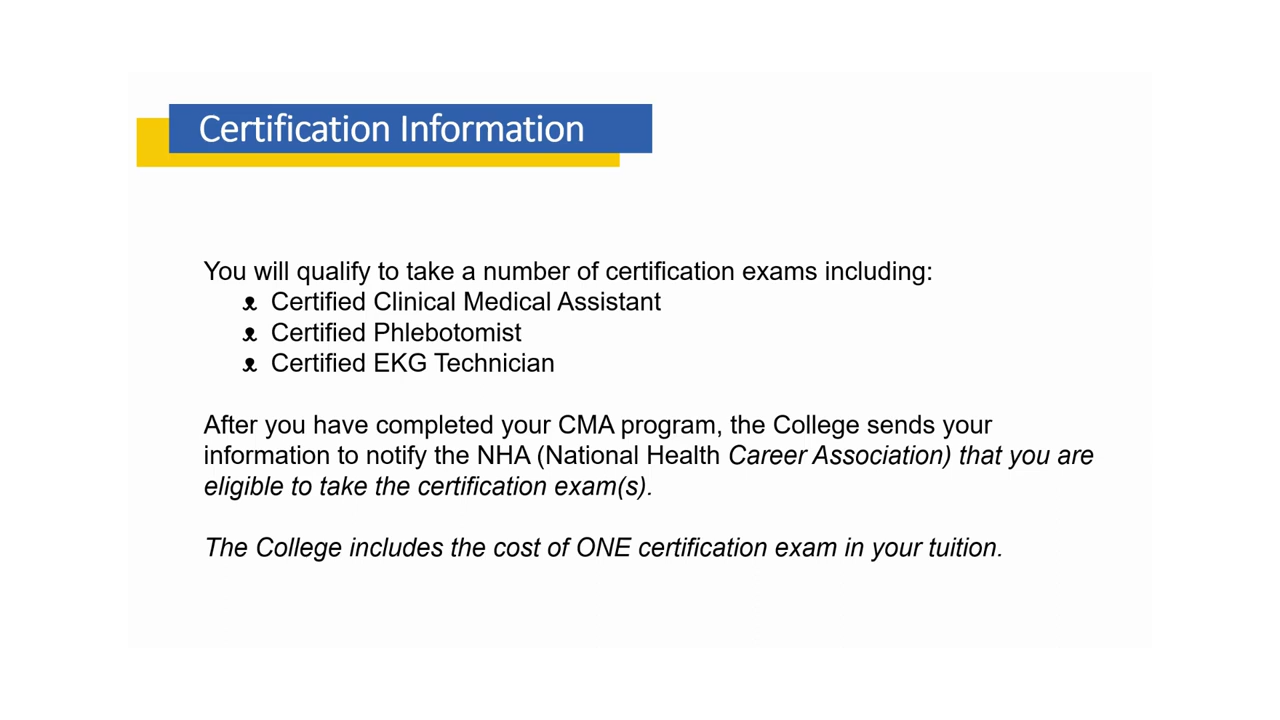 Certification Information
You will qualify to take a number of certification exams including:
ᴥ Certified Clinical Medical Assistant
ᴥ Certified Phlebotomist
ᴥ Certified EKG Technician
After you have completed your CMA program, the College sends your
information to notify the NHA (National Health Career Association) that you are
eligible to take the certification exam(s).
The College includes the cost of ONE certification exam in your tuition.